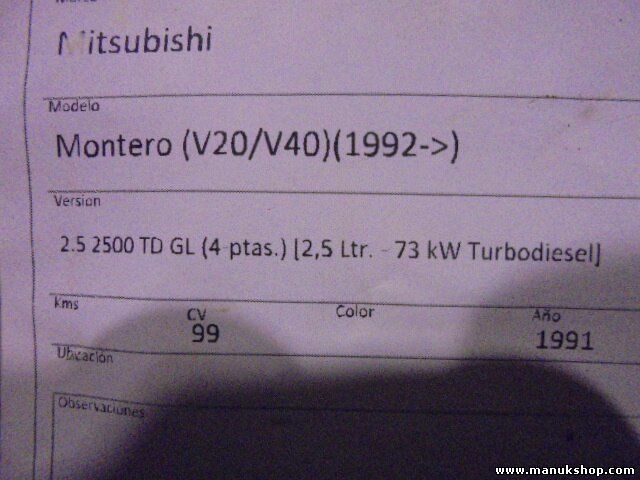 Marca
Mitsubishi
Modelo
Montero (V20/V40)(1992->)
Version
2.5 2500 TD GL (4 ptas.) [2,5 Ltr. - 73 kW Turbodiesel]
kms CV Color Año
99 1991
Ubicación
Observaciones
www.manukshop.com